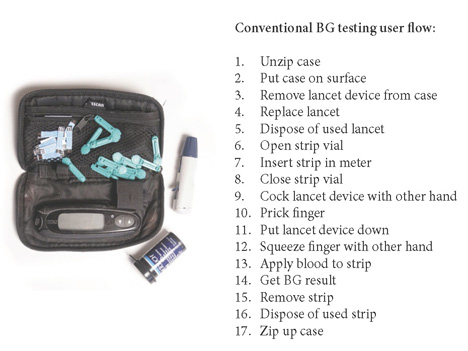 Conventional BG testing user flow:
1. Unzip case
2. Put case on surface
3. Remove lancet device from case
4. Replace lancet
5. Dispose of used lancet
6. Open strip vial
7. Insert strip in meter
8. Close strip vial
9. Cock lancet device with other hand
10. Prick finger
11. Put lancet device down
12. Squeeze finger with other hand
13. Apply blood to strip
14. Get BG result
15. Remove strip
16. Dispose of used strip
17. Zip up case